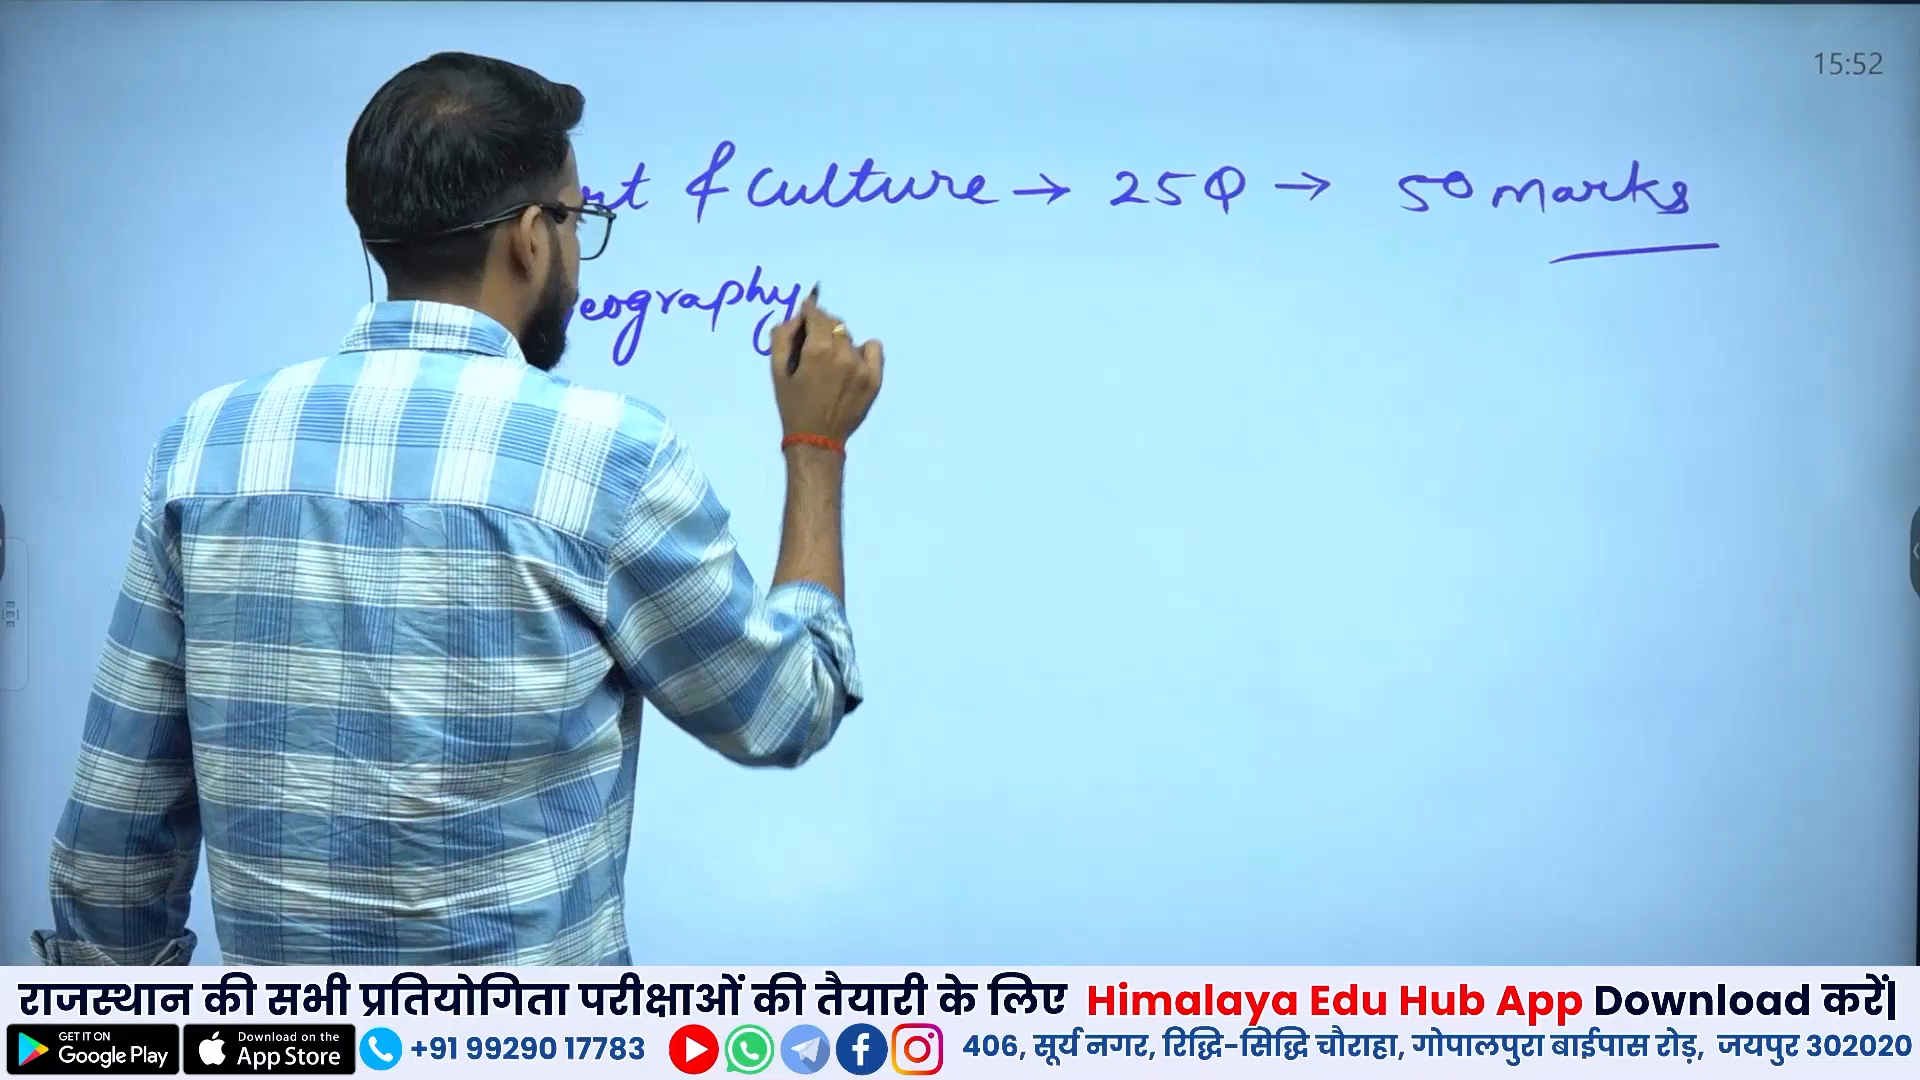 15:52
rt & culture → 25Q → 50 marks
eography
राजस्थान की सभी प्रतियोगिता परीक्षाओं की तैयारी के लिए Himalaya Edu Hub App Download करें|
GET IT ON
Google Play
Download on the
App Store
+91 99290 17783
406, सूर्य नगर, रिद्धि-सिद्धि चौराहा, गोपालपुरा बाईपास रोड़, जयपुर 302020